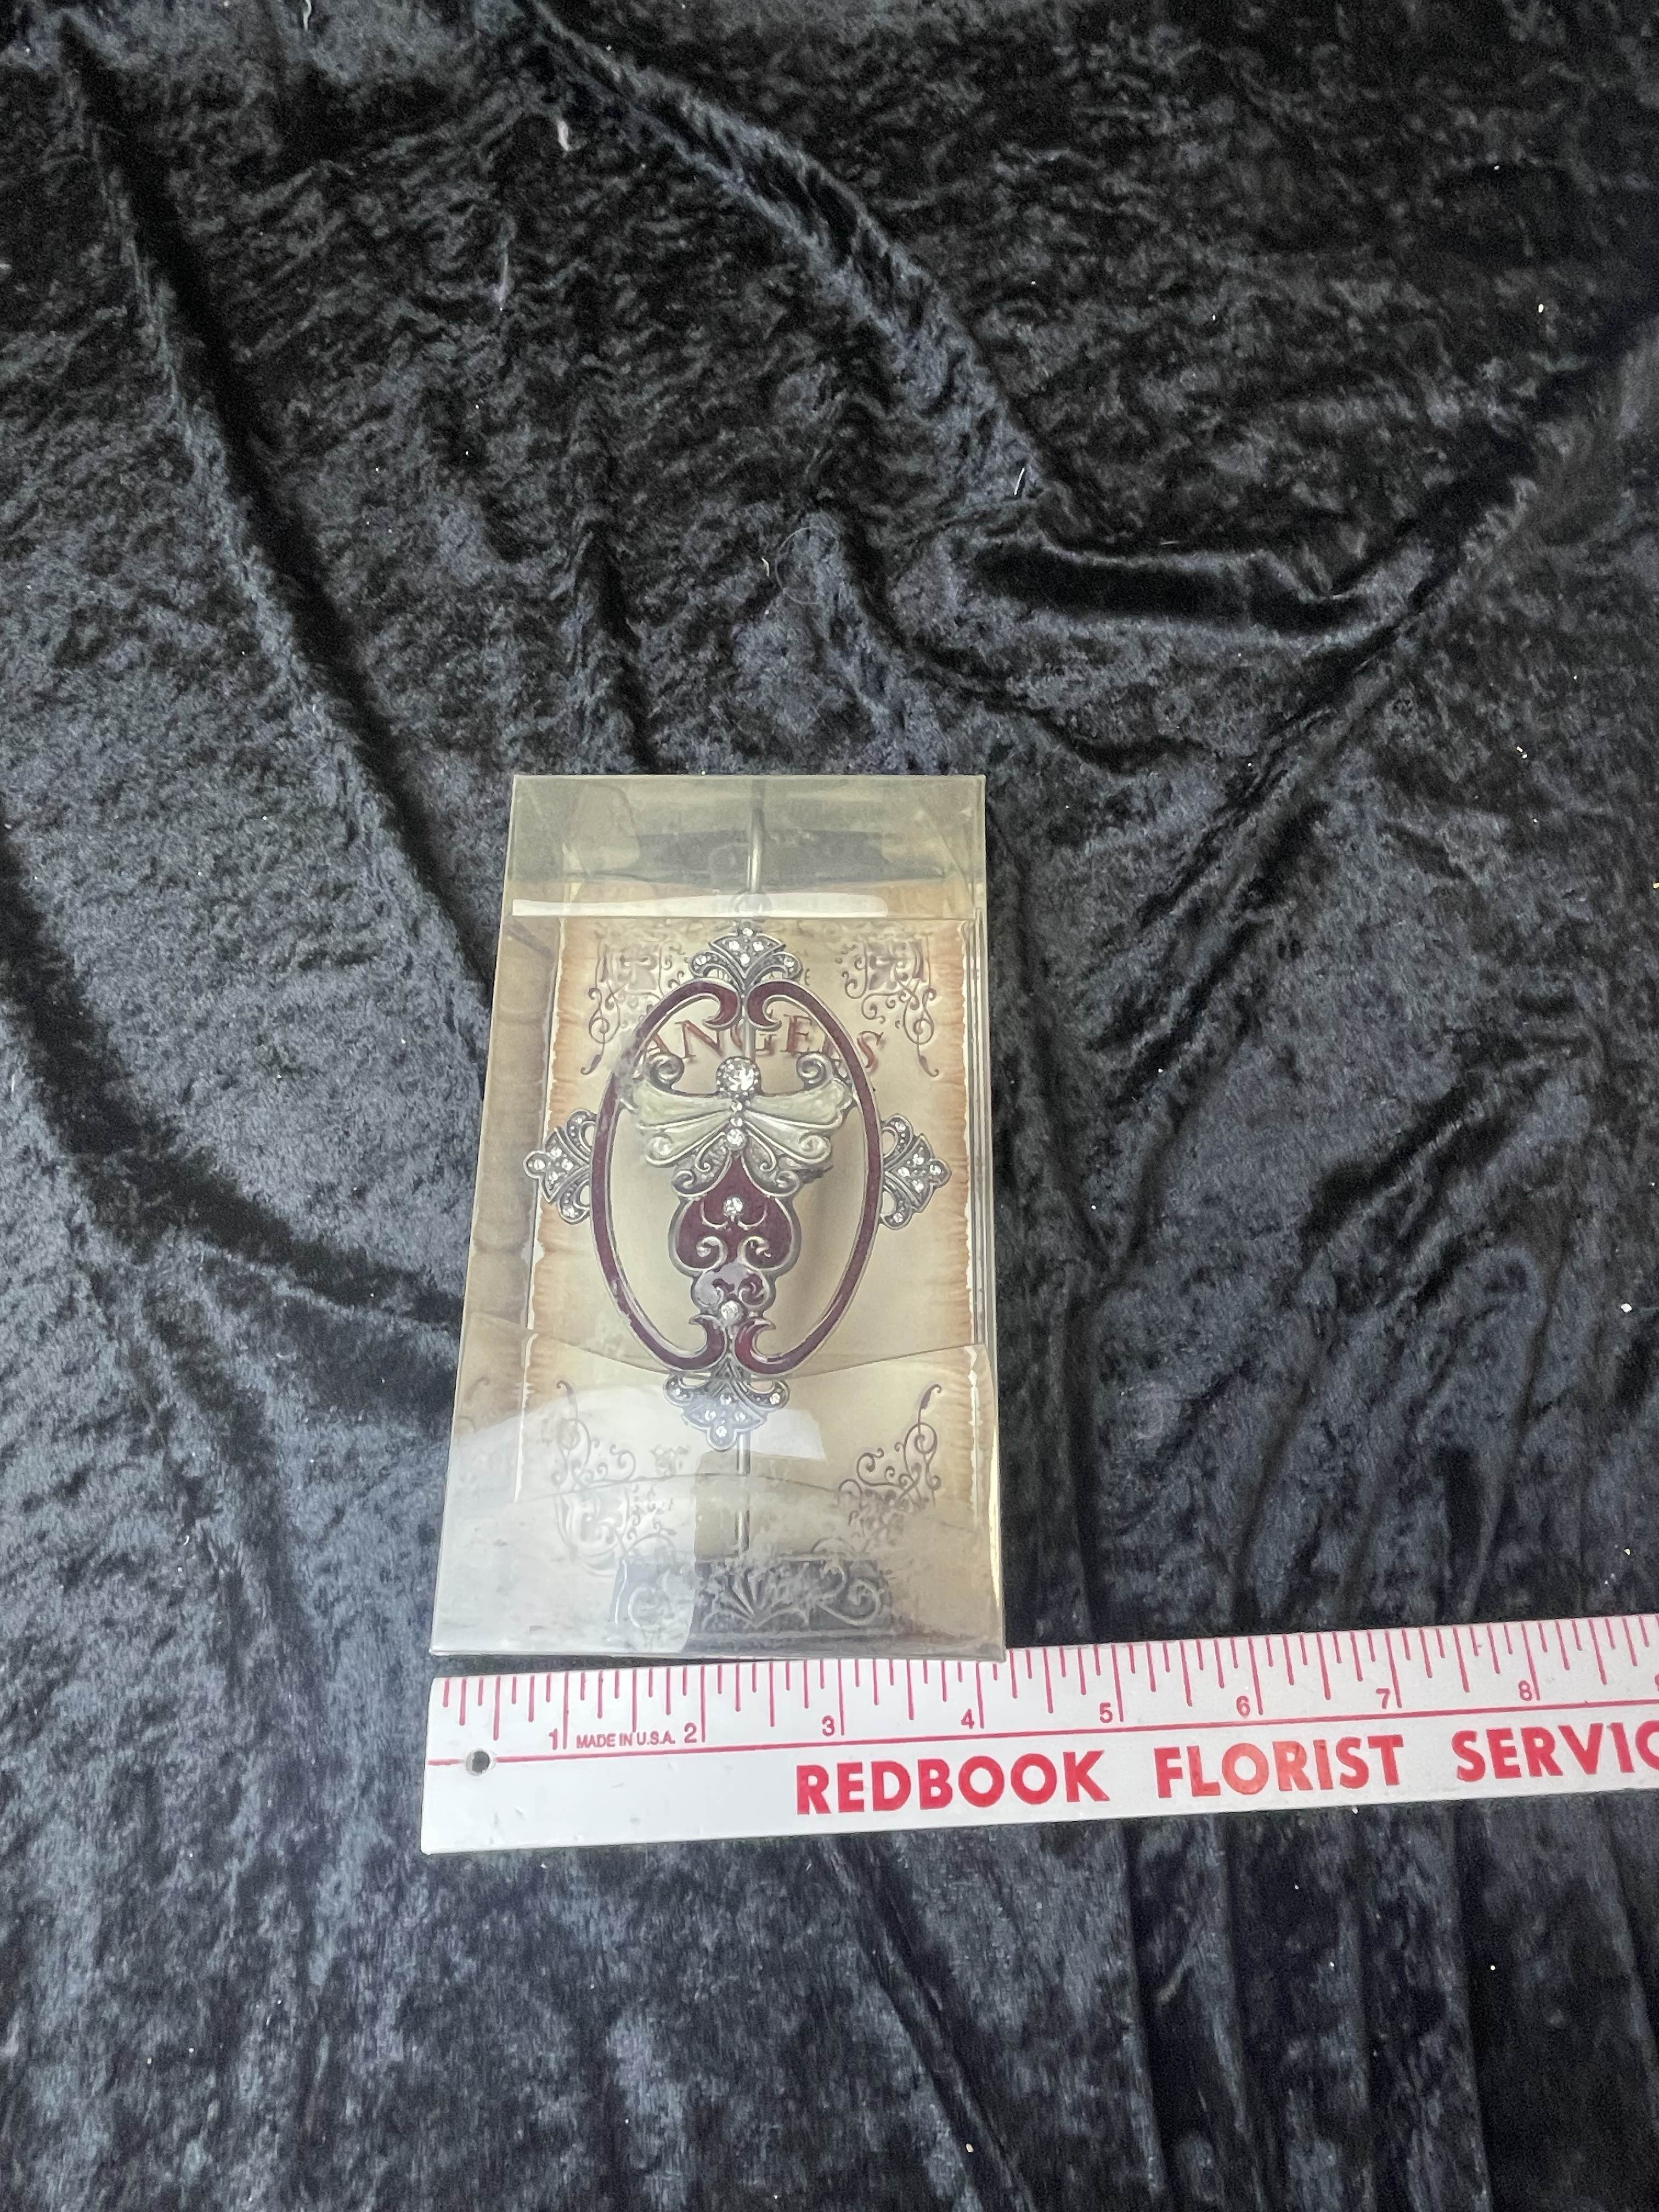 ANGELS
1 MADE IN U.S.A. 2 3 4 5 6 7 8
REDBOOK FLORIST SERVIC